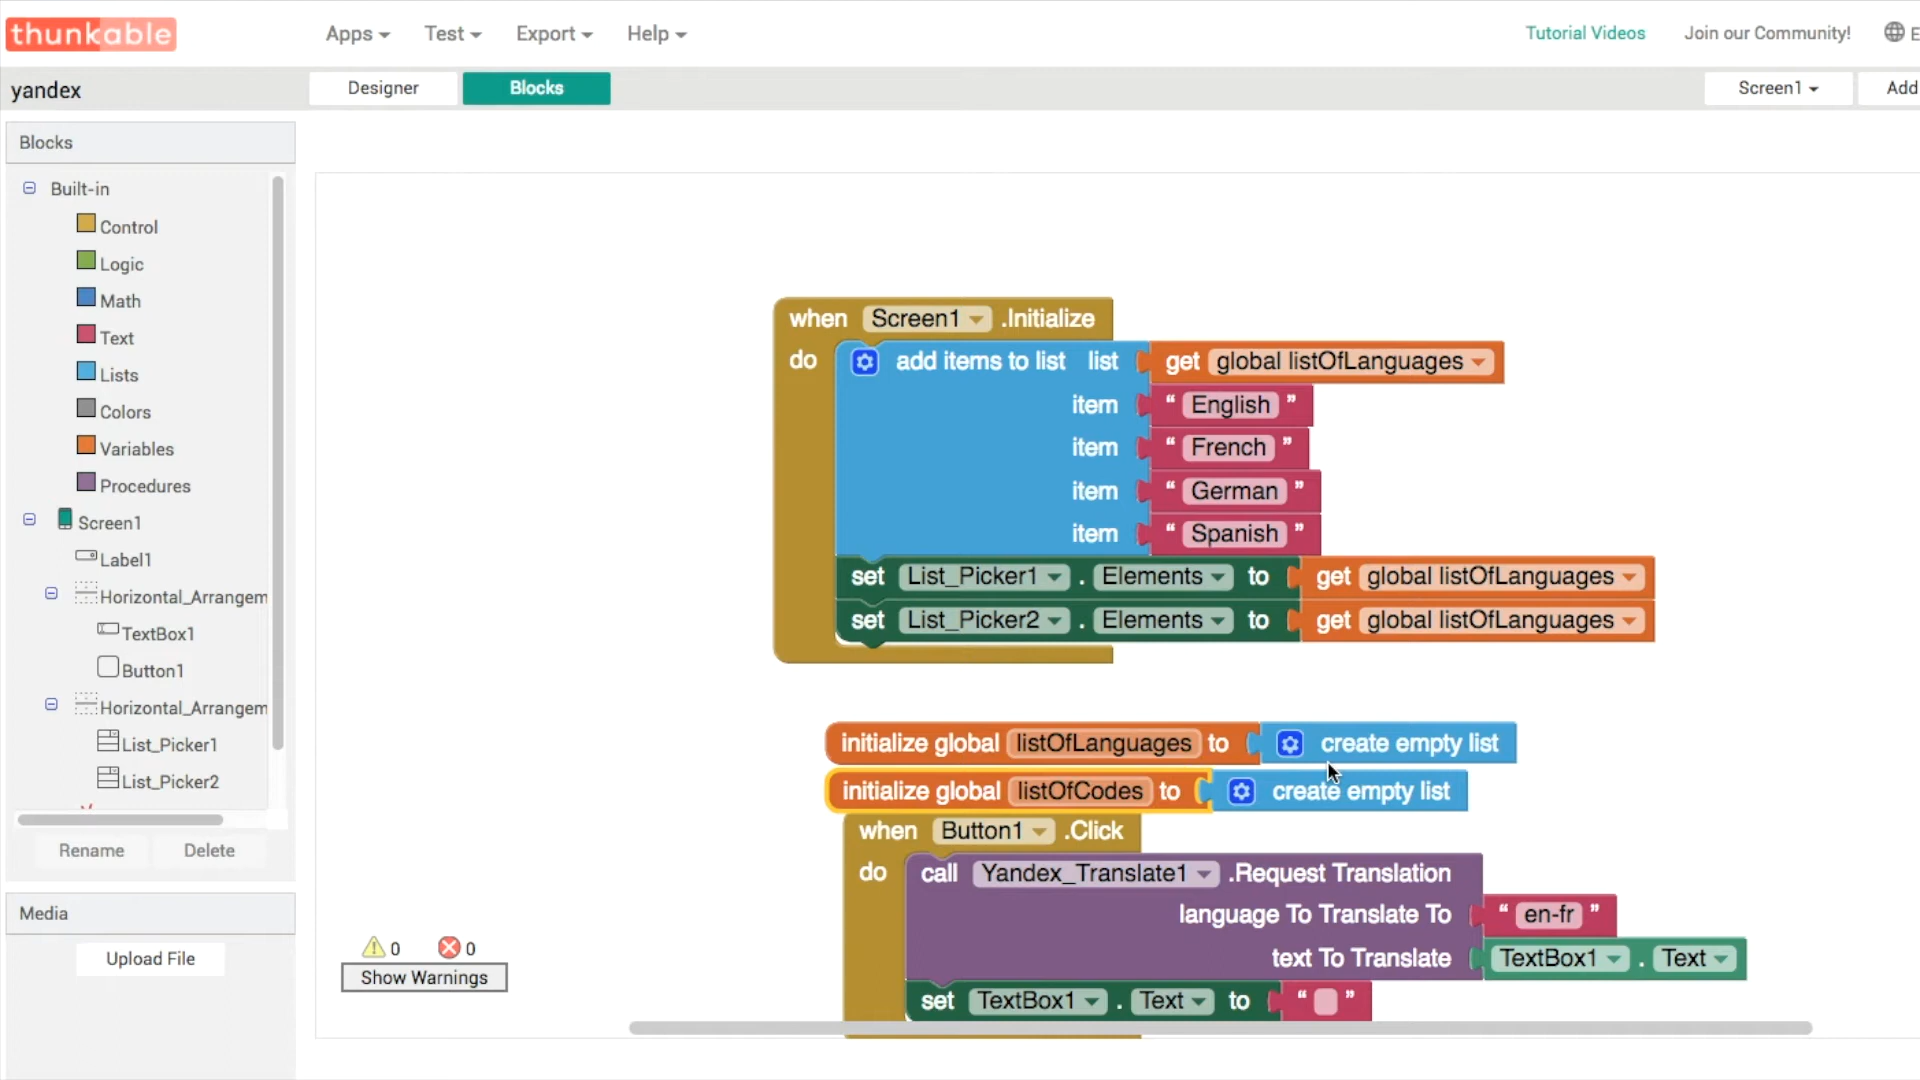 thunkable
Apps Test Export Help Tutorial Videos Join our Community! E
yandex Designer Blocks Screen1 Add
Blocks
Built-in
Control
Logic
Math
Text
Lists
Colors
Variables
Procedures
Screen1
Label1
Horizontal_Arrangem
TextBox1
Button1
Horizontal_Arrangem
List_Picker1
List_Picker2
Rename Delete
Media
Upload File
when Screen1 .Initialize
do add items to list list get global listOfLanguages
item “ English ”
item “ French ”
item “ German ”
item “ Spanish ”
set List_Picker1 . Elements to get global listOfLanguages
set List_Picker2 . Elements to get global listOfLanguages
initialize global listOfLanguages to create empty list
initialize global listOfCodes to create empty list
when Button1 .Click
do call Yandex_Translate1 .Request Translation
language To Translate To “ en-fr ”
text To Translate TextBox1 . Text
set TextBox1 . Text to “ ”
0 0
Show Warnings